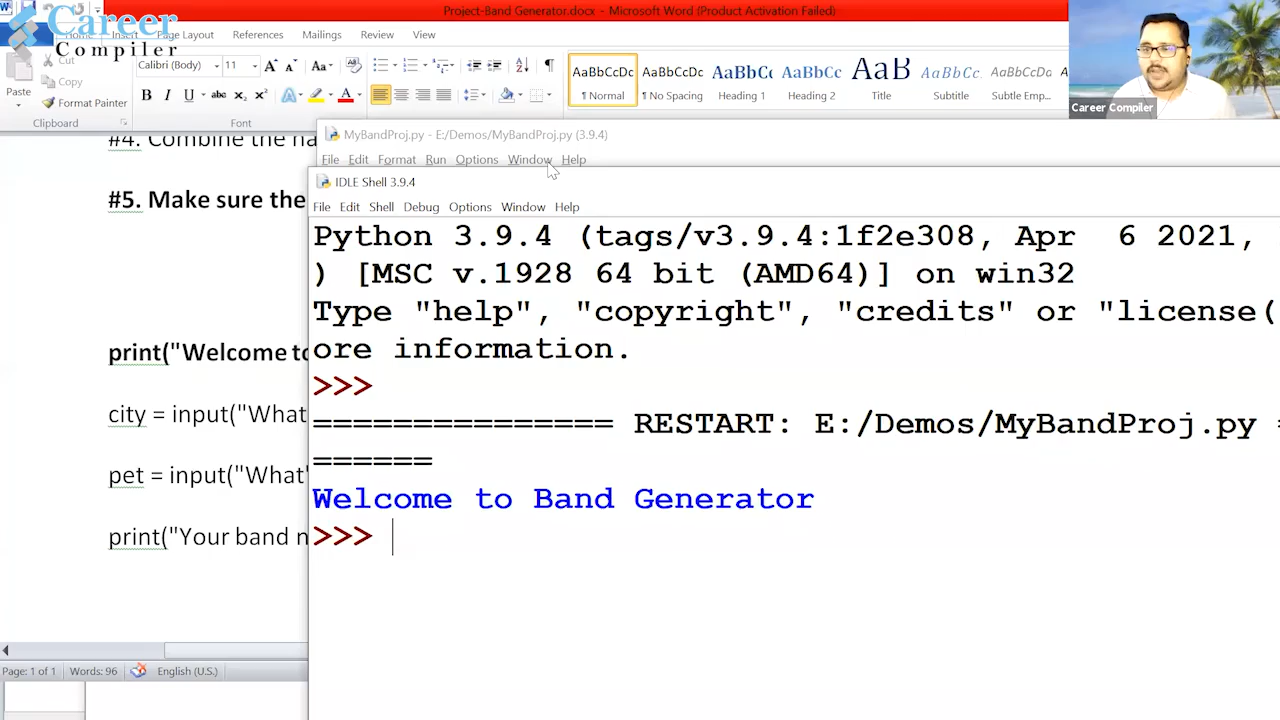 Project-Band Generator.docx - Microsoft Word (Product Activation Failed)
Career
Compiler
Home Insert Page Layout References Mailings Review View
Cut
Copy
Format Painter
Paste
Clipboard
Calibri (Body) 11
B I U abc x₂ x²
Font
AaBbCcDc AaBbCcDc AaBbCc AaBbCc AaB AaBbCc. AaBbCcDc
¶ Normal ¶ No Spacing Heading 1 Heading 2 Title Subtitle Subtle Emp...
Career Compiler
#4. Combine the na
#5. Make sure the
print("Welcome to
city = input("What
pet = input("What'
print("Your band n
Page: 1 of 1 Words: 96 English (U.S.)
MyBandProj.py - E:/Demos/MyBandProj.py (3.9.4)
File Edit Format Run Options Window Help
IDLE Shell 3.9.4
File Edit Shell Debug Options Window Help
Python 3.9.4 (tags/v3.9.4:1f2e308, Apr  6 2021,
) [MSC v.1928 64 bit (AMD64)] on win32
Type "help", "copyright", "credits" or "license(
ore information.
>>>
=============== RESTART: E:/Demos/MyBandProj.py =
======
Welcome to Band Generator
>>>